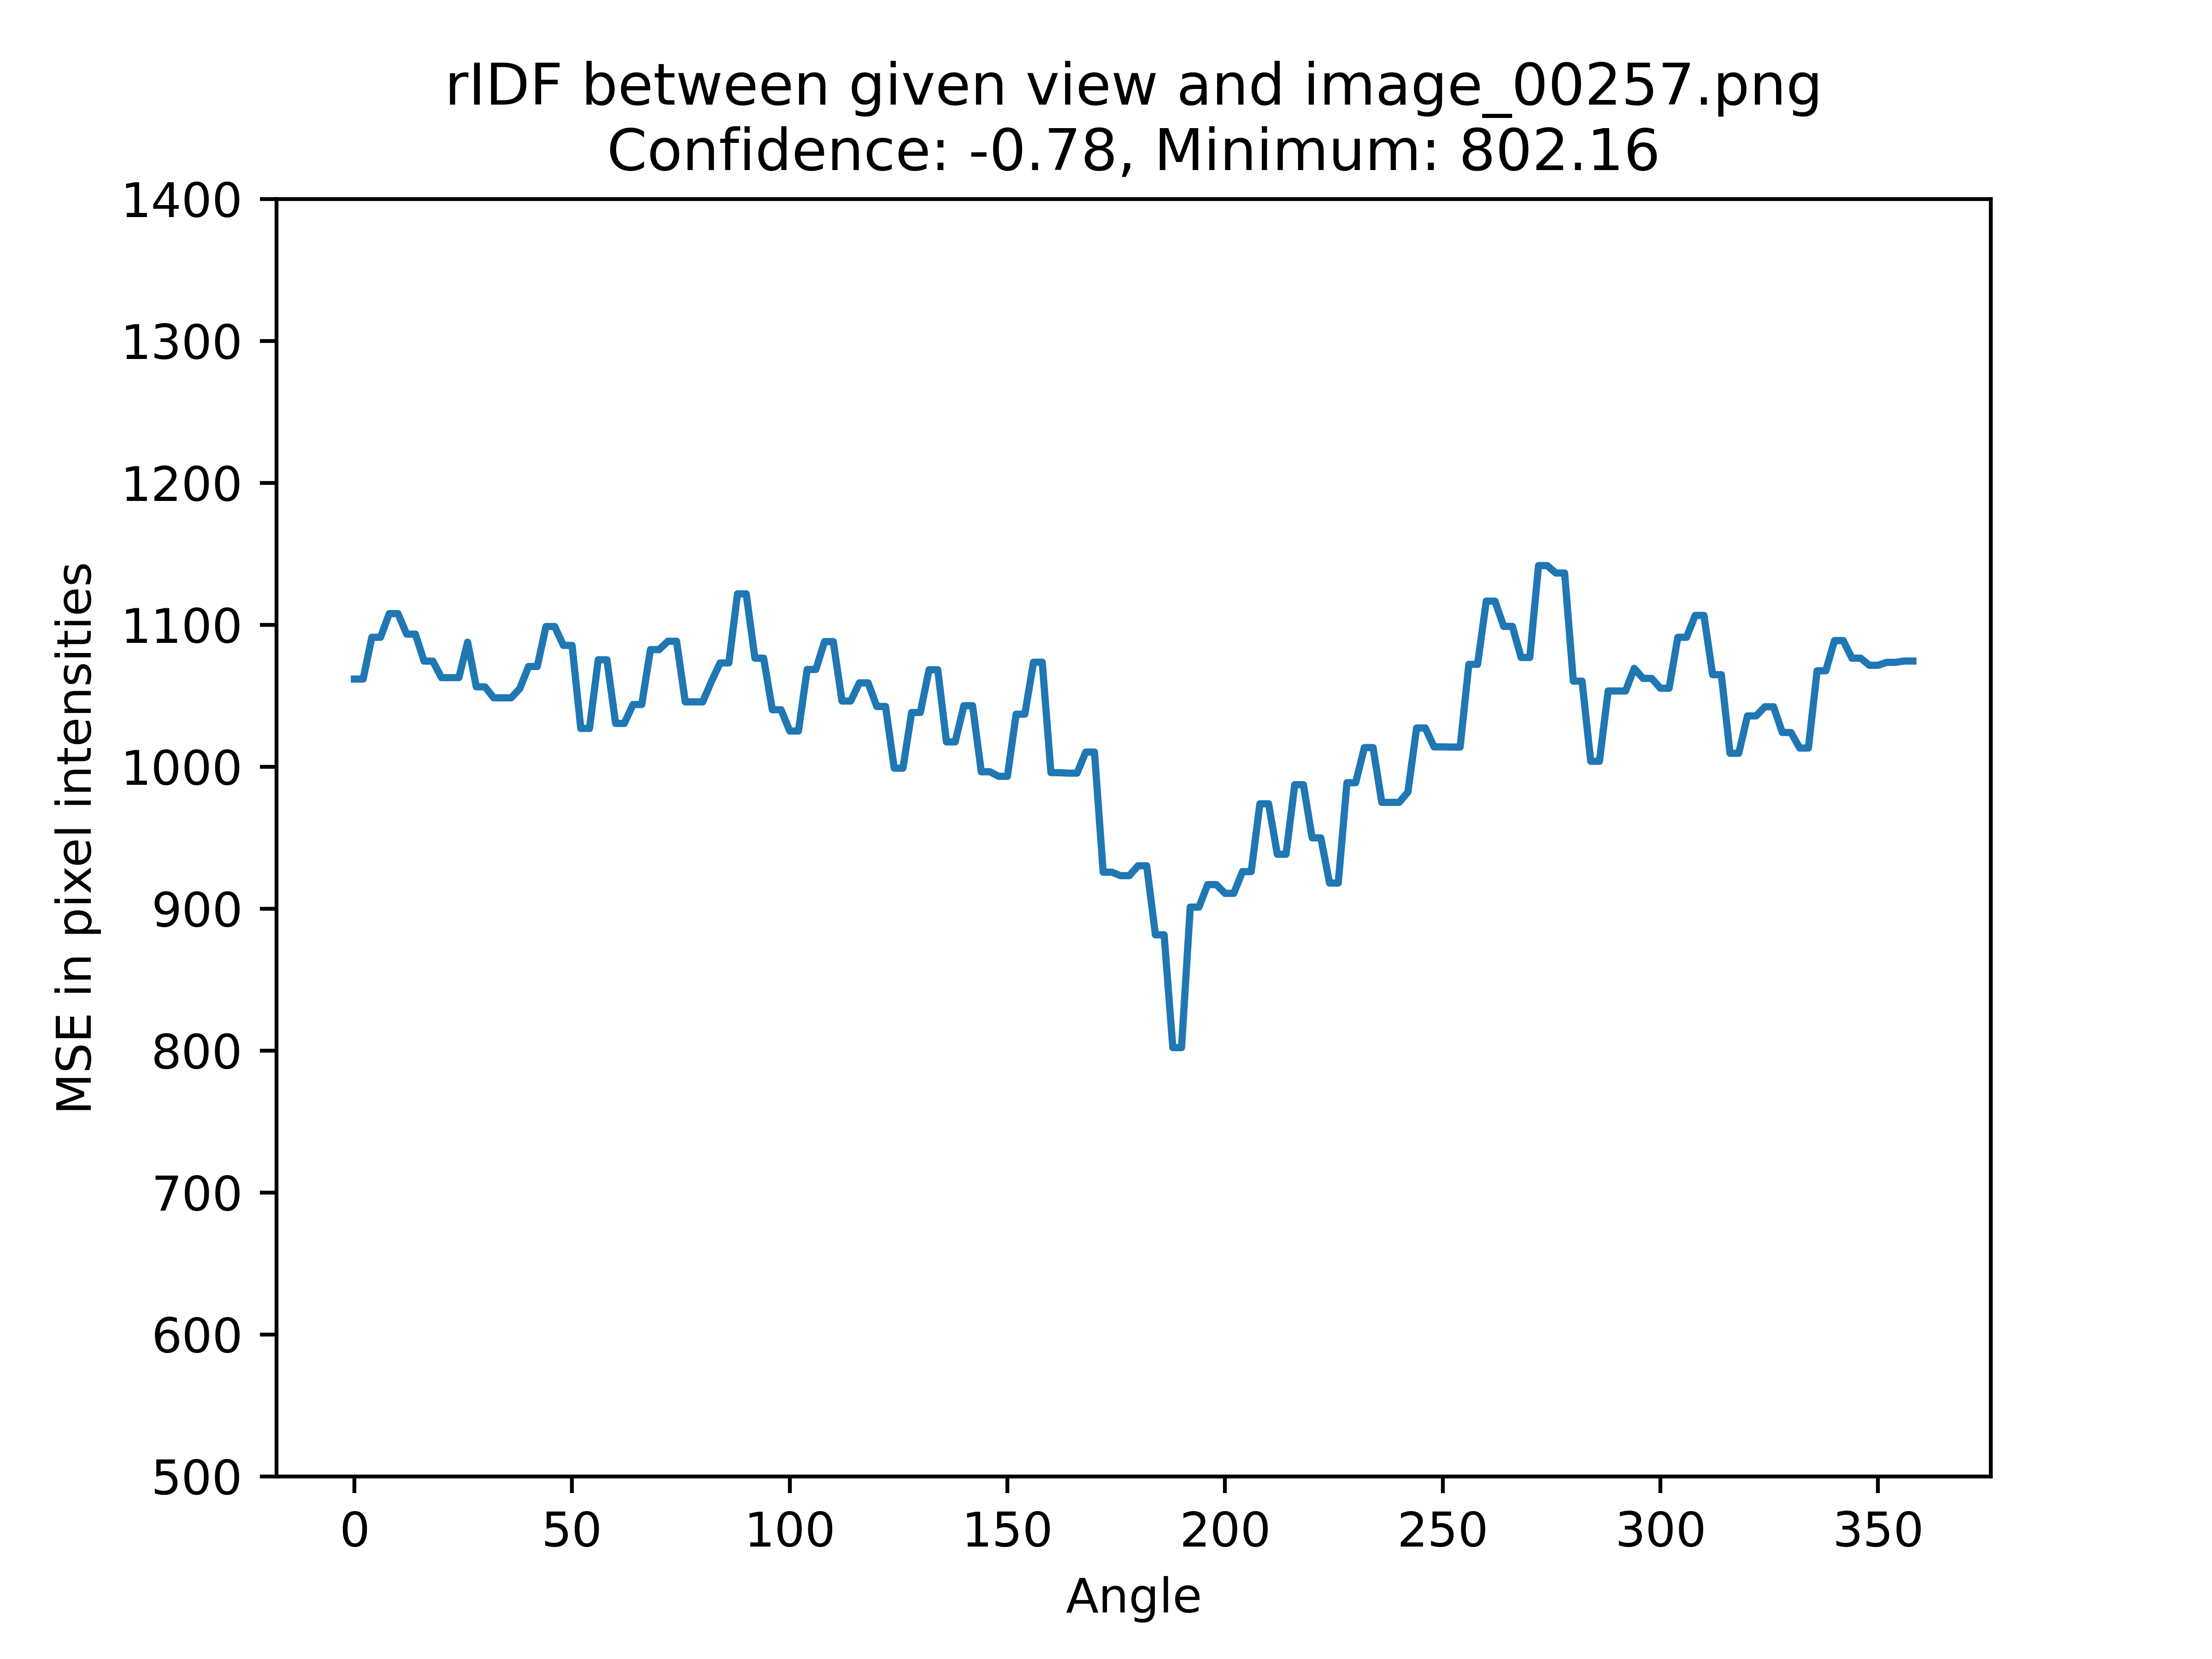 rIDF between given view and image_00257.png
Confidence: -0.78, Minimum: 802.16
1400
1300
1200
1100
1000
900
800
700
600
500
MSE in pixel intensities
0 50 100 150 200 250 300 350
Angle